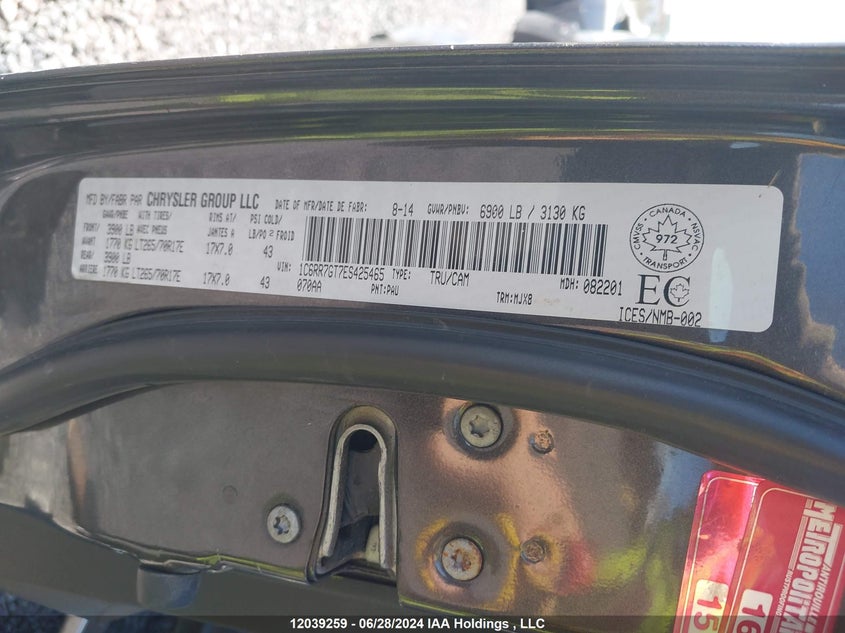 MFD BY/FABR PAR CHRYSLER GROUP LLC DATE OF MFR/DATE DE FABR: 8-14 GVWR/PNBV: 6900 LB / 3130 KG
GAWR/PNBE WITH TIRES/ RIMS AT/ PSI COLD/
FRONT/ 3900 LB AVEC PNEUS JANTES A LB/PO2 FROID
AVANT 1770 KG LT265/70R17E 17X7.0 43
REAR/ 3900 LB
ARRIERE 1770 KG LT265/70R17E 17X7.0 43
VIN: 1C6RR7GT7ES425465 TYPE: TRU/CAM MDH: 082201
070AA PNT:PAU TRM:MJX8
CANADA
CMVSS NSVAC
972
TRANSPORT
EC
ICES/NMB-002
METROPOLITAN
ANTIROUILLE
RUSTPROOFING
15
16
12039259 - 06/28/2024 IAA Holdings , LLC